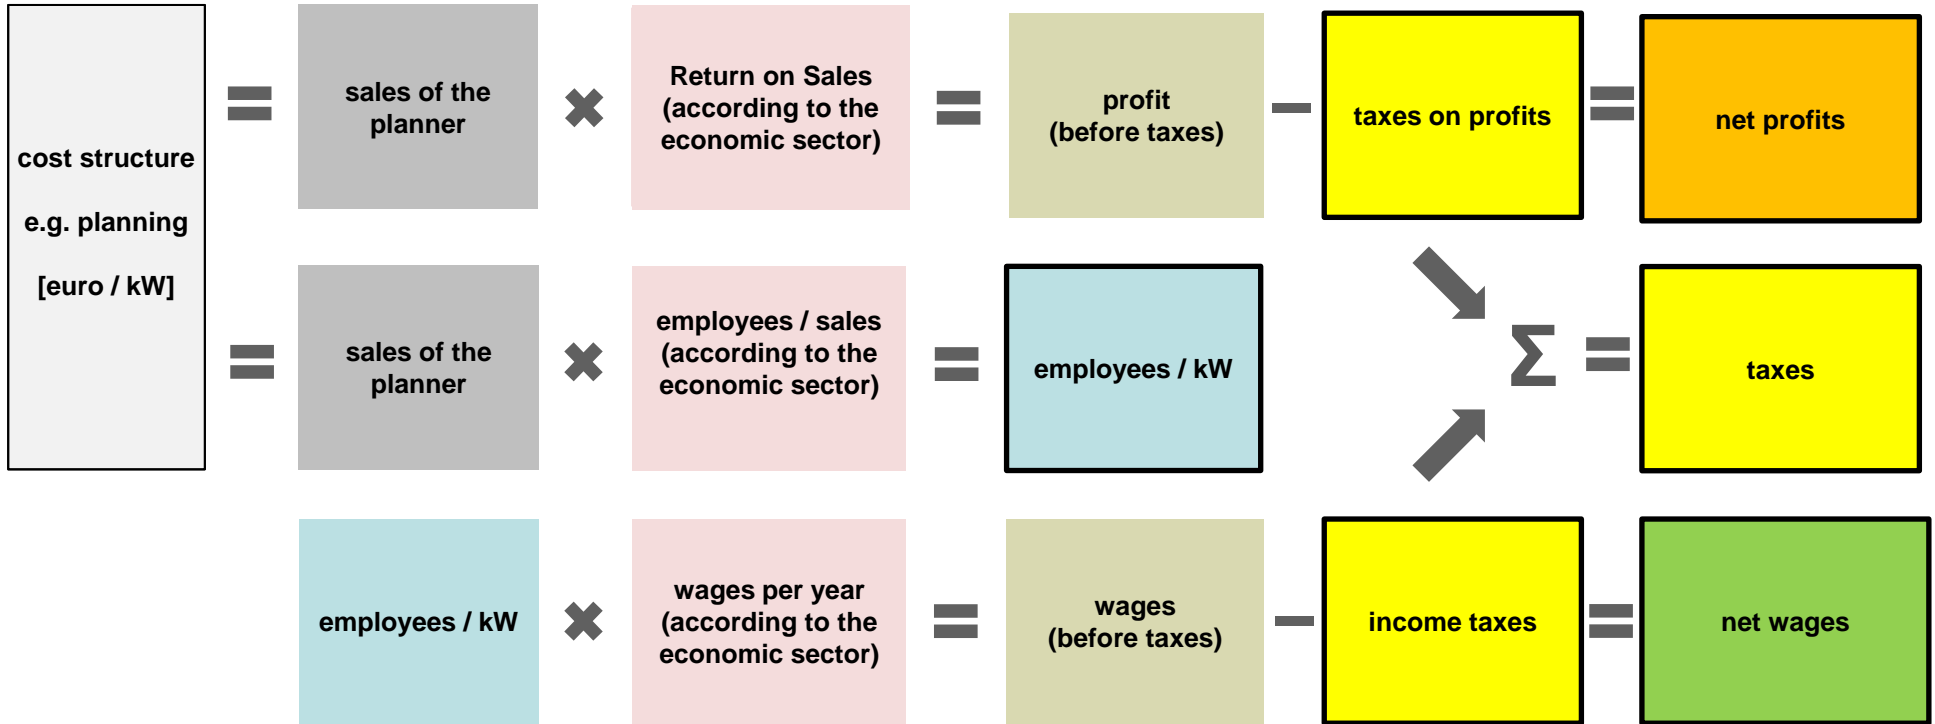 cost structure
e.g. planning
[euro / kW]
=
sales of the
planner
×
Return on Sales
(according to the
economic sector)
=
profit
(before taxes)
−
taxes on profits
=
net profits
=
sales of the
planner
×
employees / sales
(according to the
economic sector)
=
employees / kW
Σ
=
taxes
employees / kW
×
wages per year
(according to the
economic sector)
=
wages
(before taxes)
−
income taxes
=
net wages